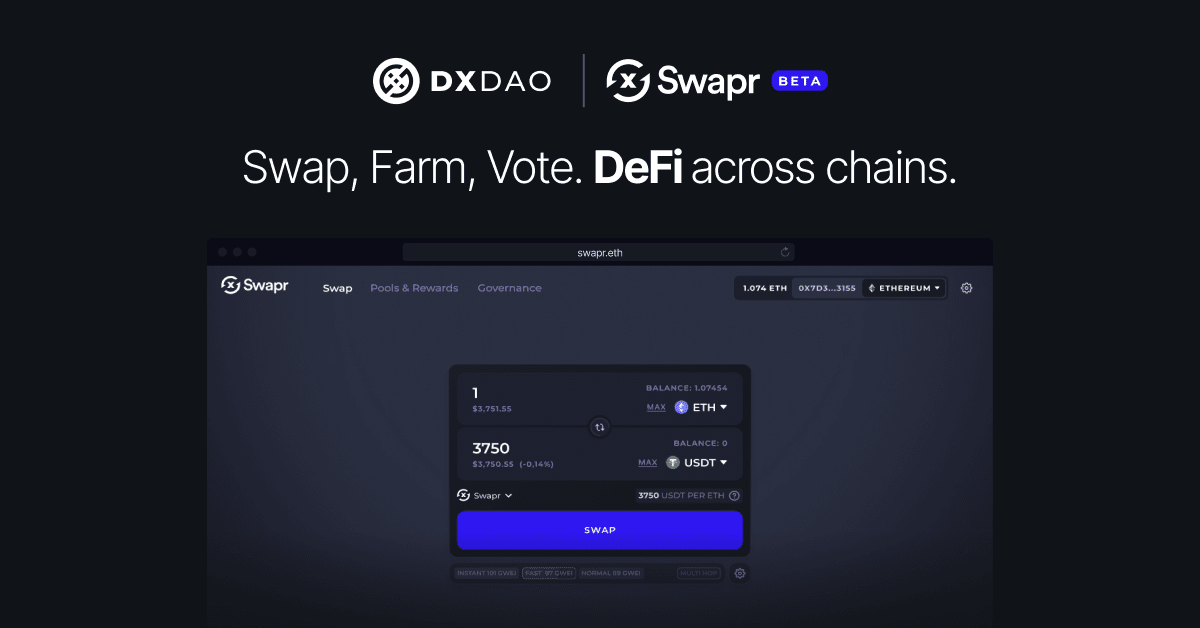 DXDAO Swapr BETA
Swap, Farm, Vote. DeFi across chains.
swapr.eth
Swapr Swap Pools & Rewards Governance 1.074 ETH 0X7D3...3155 ETHEREUM
1 BALANCE: 1.07454
$3,751.55 MAX ETH
3750 BALANCE: 0
$3,750.55 (-0,14%) MAX USDT
Swapr 3750 USDT PER ETH ?
SWAP
INSTANT 191 GWEI FAST 97 GWEI NORMAL 89 GWEI MULTI HOP